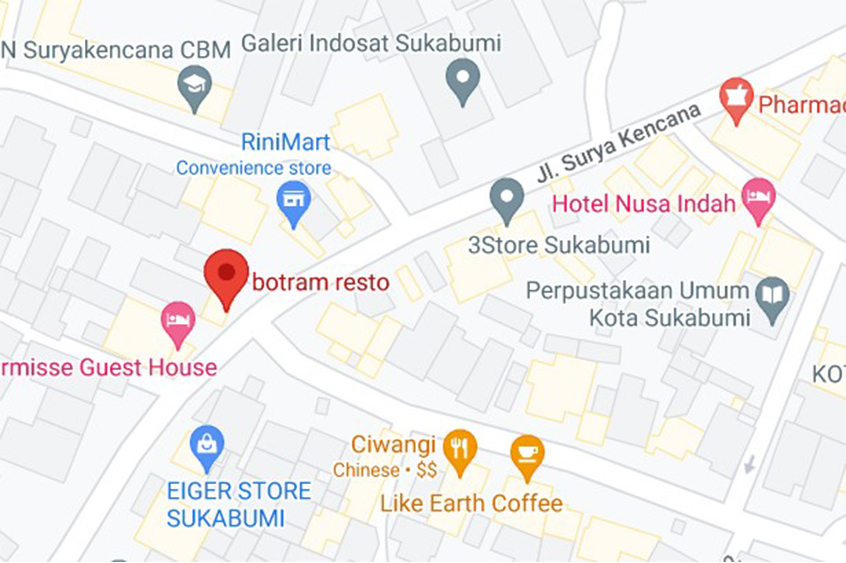 N Suryakencana CBM
Galeri Indosat Sukabumi
RiniMart
Convenience store
Jl. Surya Kencana
Pharmac
Hotel Nusa Indah
3Store Sukabumi
botram resto
Perpustakaan Umum
Kota Sukabumi
rmisse Guest House
KOT
Ciwangi
Chinese • $$
Like Earth Coffee
EIGER STORE
SUKABUMI